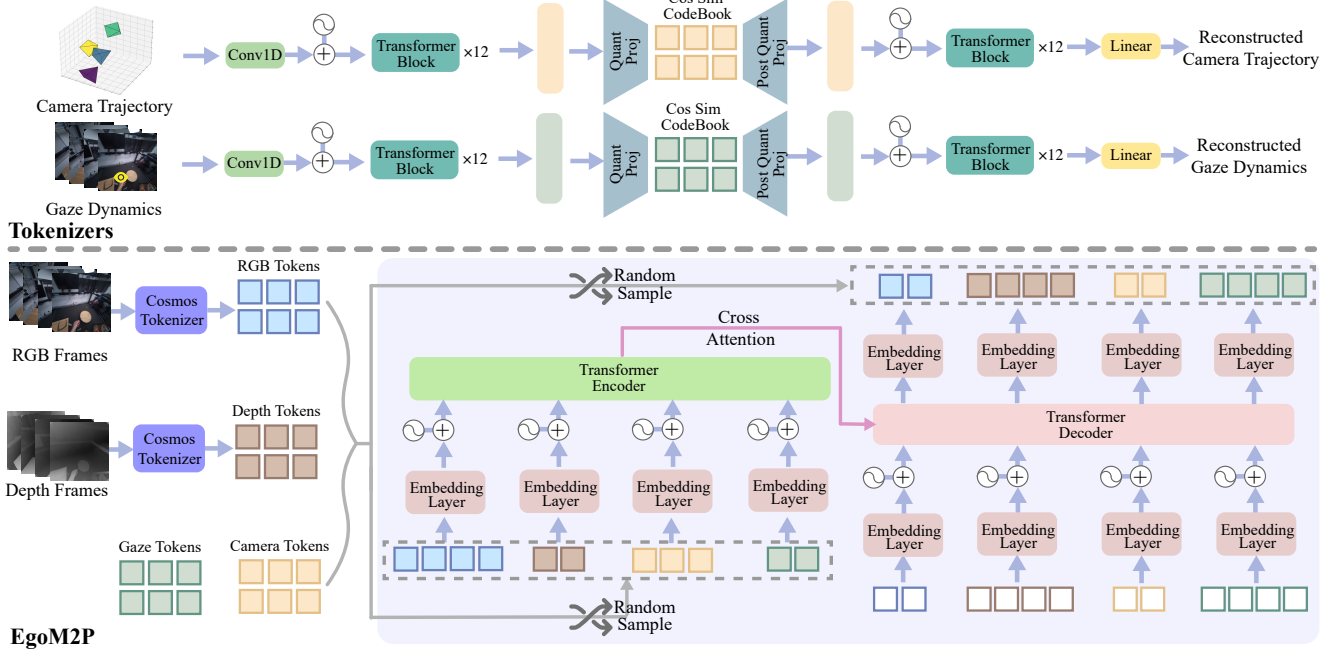 Cos Sim
CodeBook
Conv1D
Transformer
Block
×12
Quant
Proj
Post Quant
Proj
Transformer
Block
×12
Linear
Reconstructed
Camera Trajectory
Camera Trajectory
Cos Sim
CodeBook
Conv1D
Transformer
Block
×12
Quant
Proj
Post Quant
Proj
Transformer
Block
×12
Linear
Reconstructed
Gaze Dynamics
Gaze Dynamics
Tokenizers
RGB Tokens
Cosmos
Tokenizer
RGB Frames
Depth Tokens
Cosmos
Tokenizer
Depth Frames
Gaze Tokens
Camera Tokens
EgoM2P
Random
Sample
Cross
Attention
Transformer
Encoder
Embedding
Layer
Embedding
Layer
Embedding
Layer
Embedding
Layer
Random
Sample
Embedding
Layer
Embedding
Layer
Embedding
Layer
Embedding
Layer
Transformer
Decoder
Embedding
Layer
Embedding
Layer
Embedding
Layer
Embedding
Layer